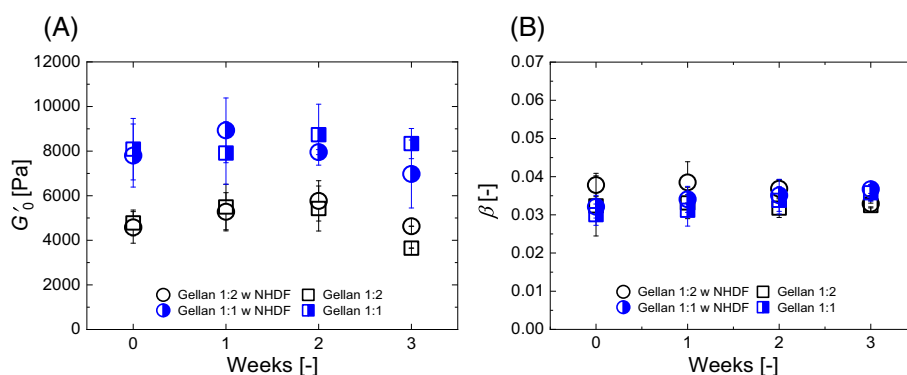 (A)
12000
10000
8000
6000
4000
2000
0
G′0 [Pa]
Gellan 1:2 w NHDF
Gellan 1:2
Gellan 1:1 w NHDF
Gellan 1:1
0 1 2 3
Weeks [-]
(B)
0.07
0.06
0.05
0.04
0.03
0.02
0.01
0.00
β [-]
Gellan 1:2 w NHDF
Gellan 1:2
Gellan 1:1 w NHDF
Gellan 1:1
0 1 2 3
Weeks [-]